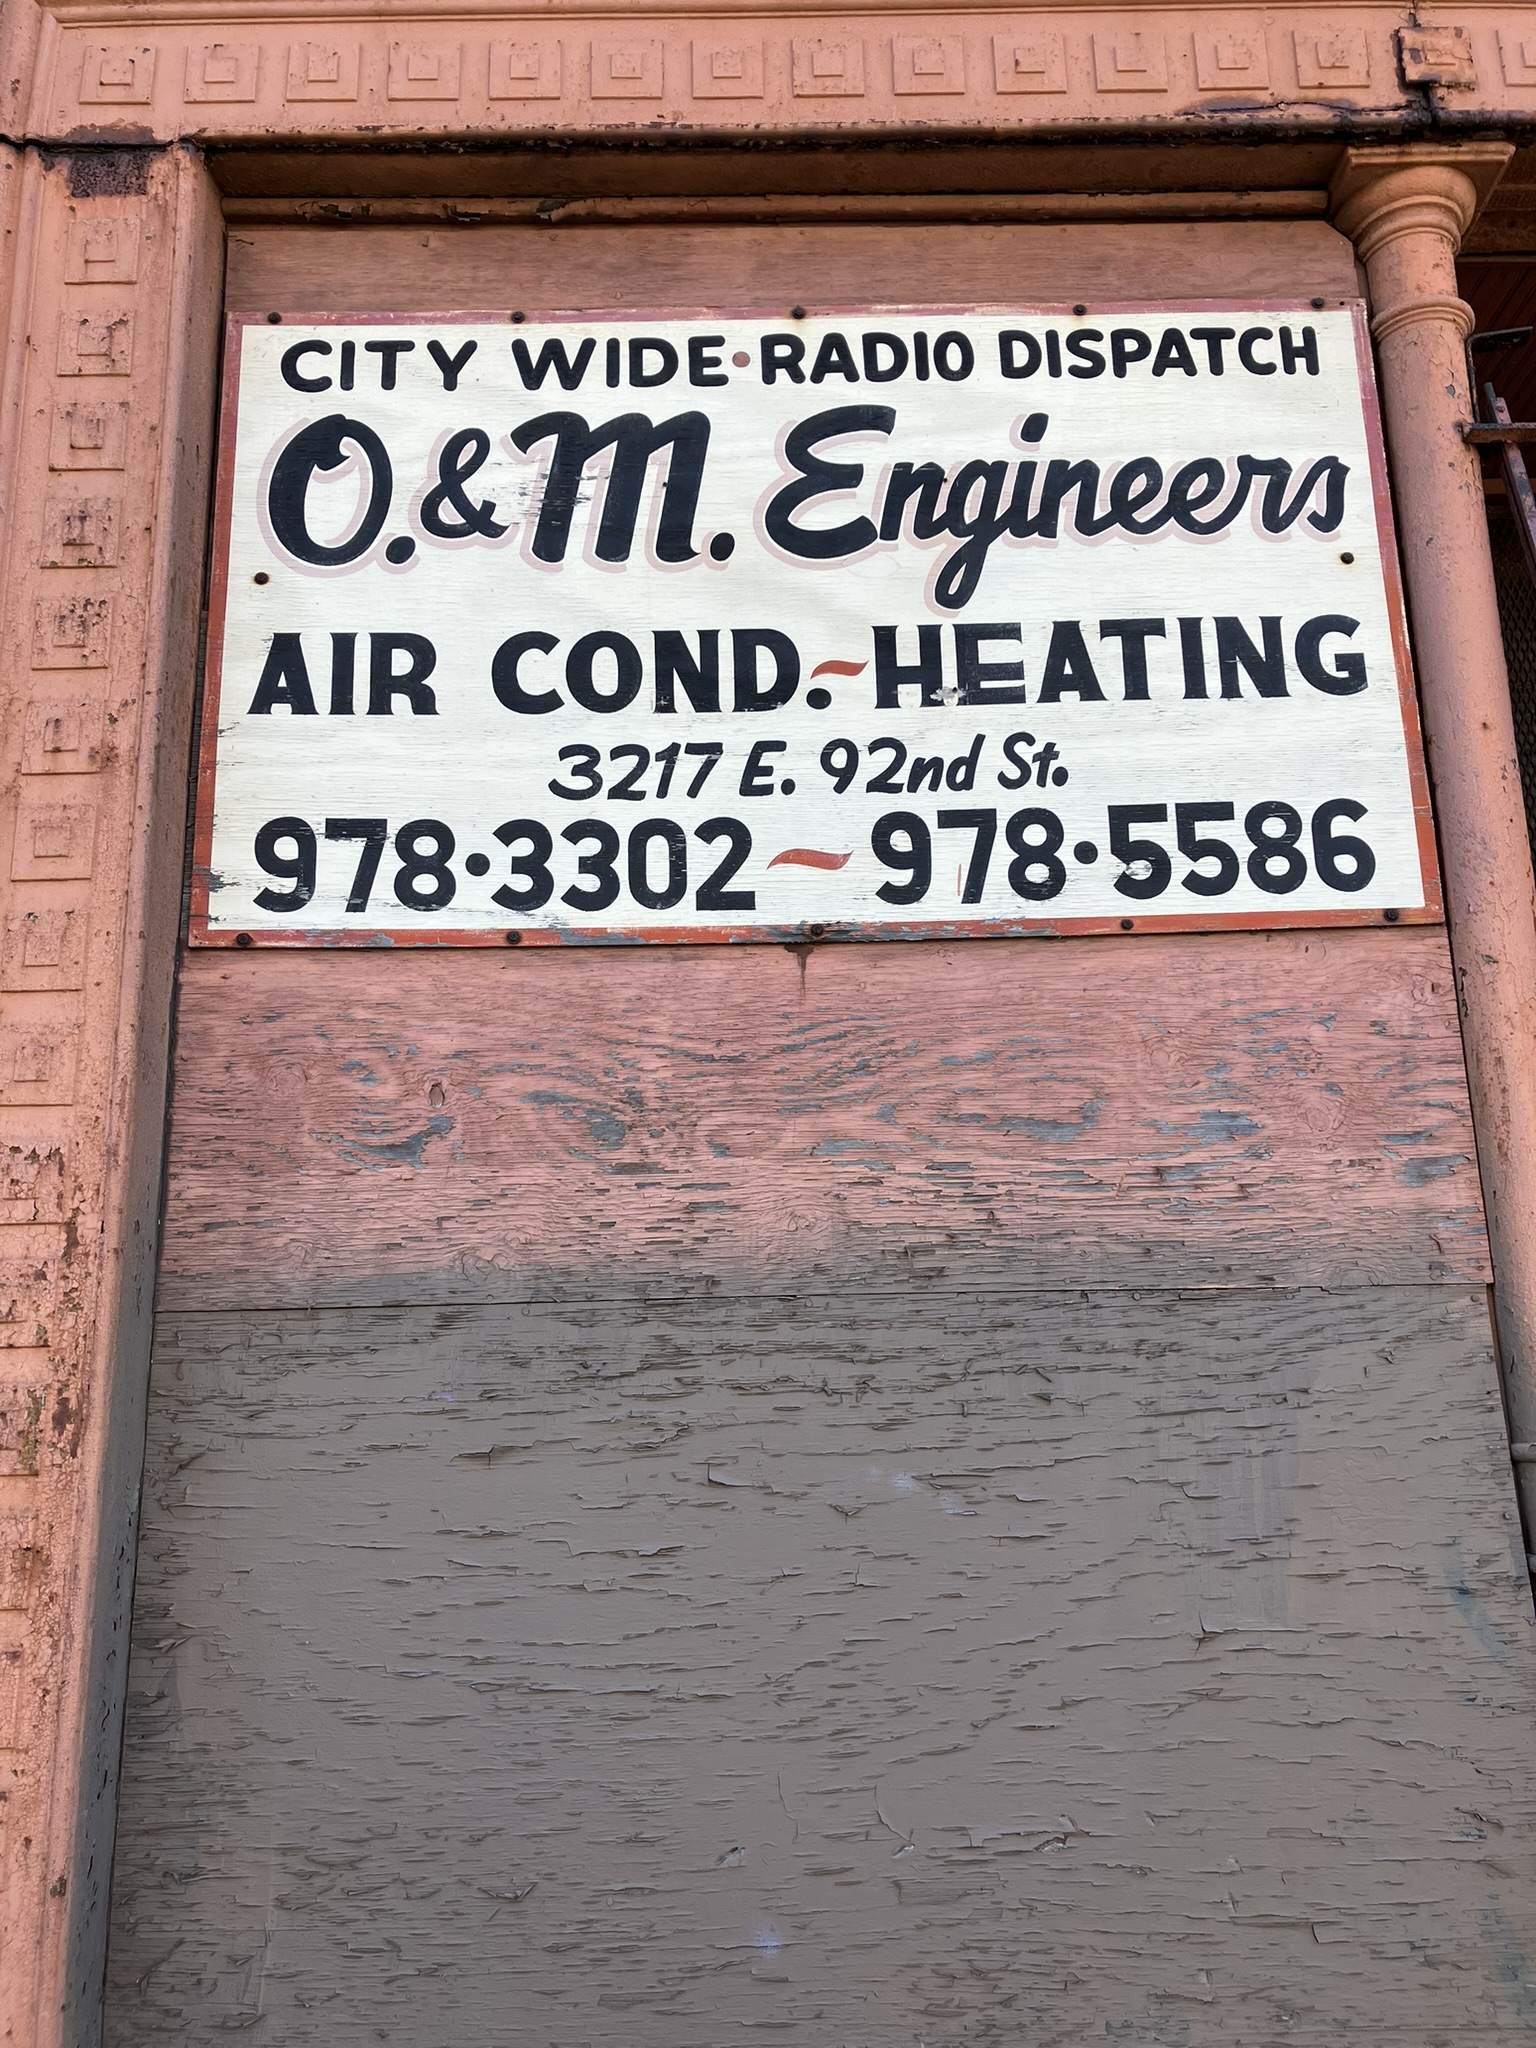 CITY WIDE·RADIO DISPATCH
O.&M. Engineers
AIR COND.~HEATING
3217 E. 92nd St.
978·3302~978·5586